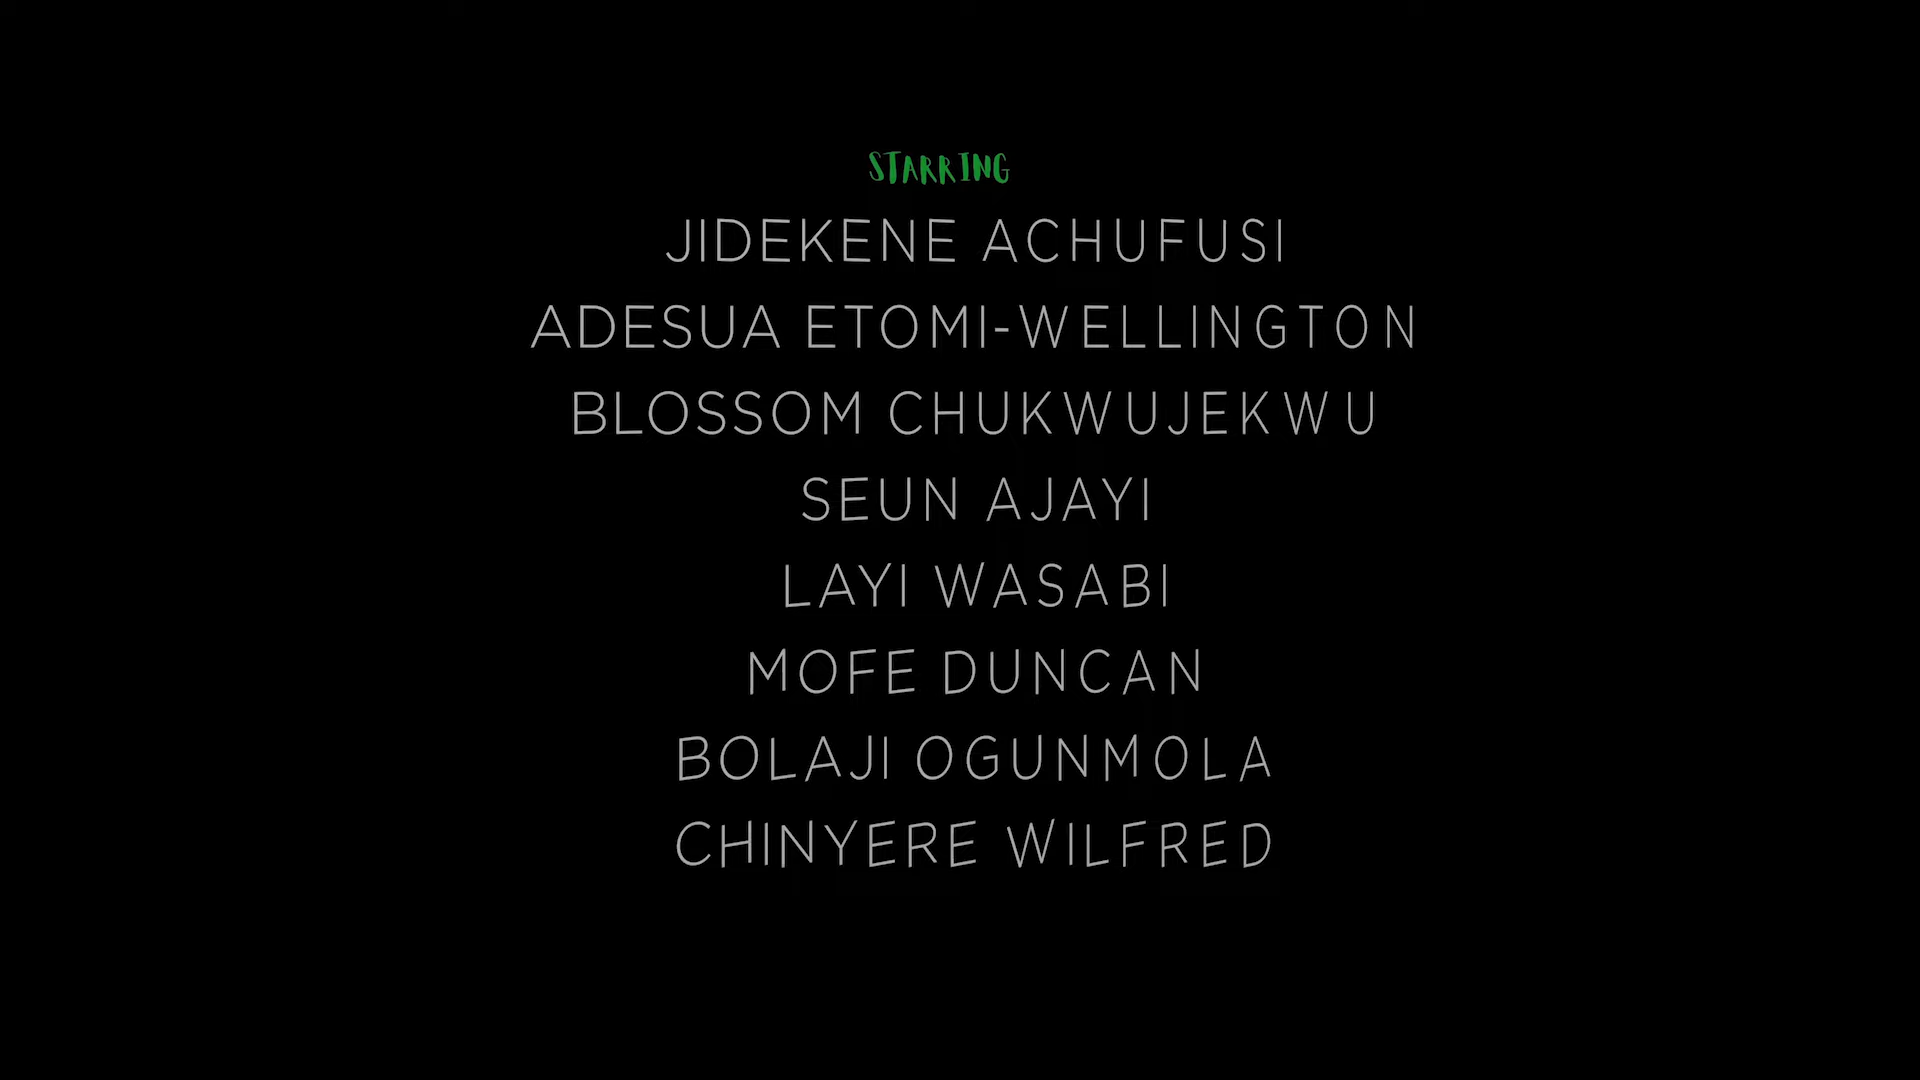 STARRING
JIDEKENE ACHUFUSI
ADESUA ETOMI-WELLINGTON
BLOSSOM CHUKWUJEKWU
SEUN AJAYI
LAYI WASABI
MOFE DUNCAN
BOLAJI OGUNMOLA
CHINYERE WILFRED